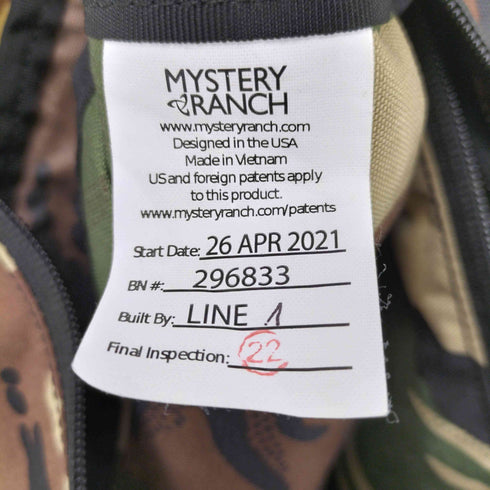 MYSTERY
RANCH
www.mysteryranch.com
Designed in the USA
Made in Vietnam
US and foreign patents apply
to this product.
www.mysteryranch.com/patents
Start Date: 26 APR 2021
BN #: 296833
Built By: LINE 1
Final Inspection: 22